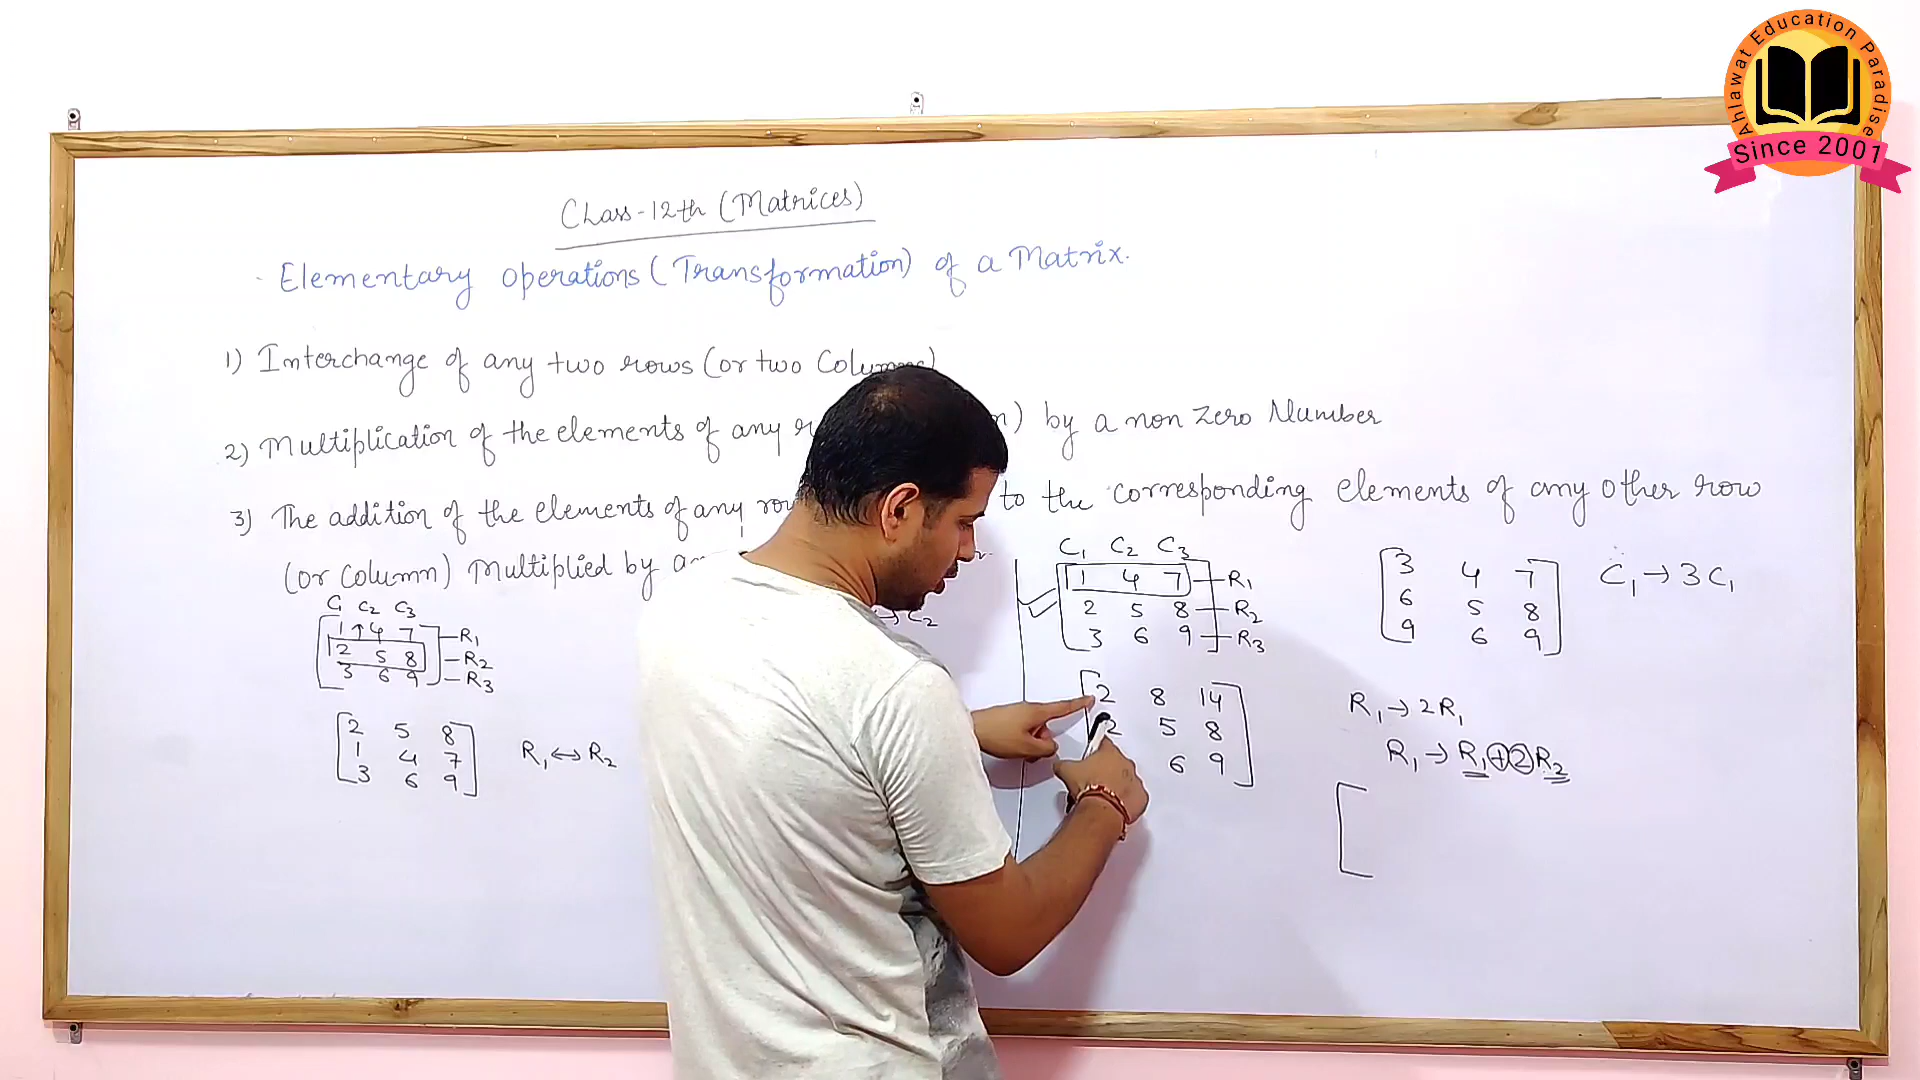 Ahlawat Education Paradise
Since 2001
Class-12th (Matrices)
Elementary operations (Transformation) of a Matrix.
1) Interchange of any two rows (or two Columns)
2) Multiplication of the elements of any by a non Zero Number
3) The addition of the elements of any row to the corresponding elements of any other row
(or column) Multiplied by
C1 C2 C3
1 4 7 R1
2 5 8 R2
3 6 9 R3
2 5 8
1 4 7
3 6 9
R1 ↔ R2
C2
C1 C2 C3
1 4 7 R1
2 5 8 R2
3 6 9 R3
3 4 7
6 5 8
9 6 9
C1 → 3C1
2 8 14
2 5 8
6 9
R1 → 2R1
R1 → R1 + 2R2